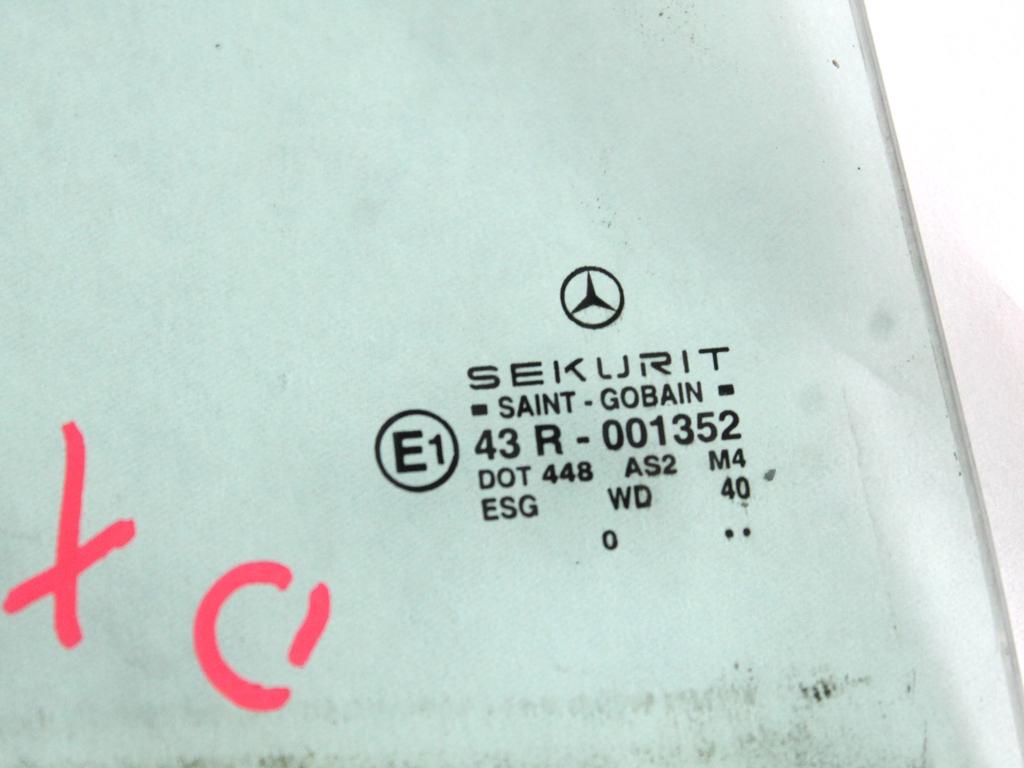 SEKURIT
SAINT - GOBAIN
E1 43 R - 001352
DOT 448 AS2 M4
ESG WD 40
0 ..